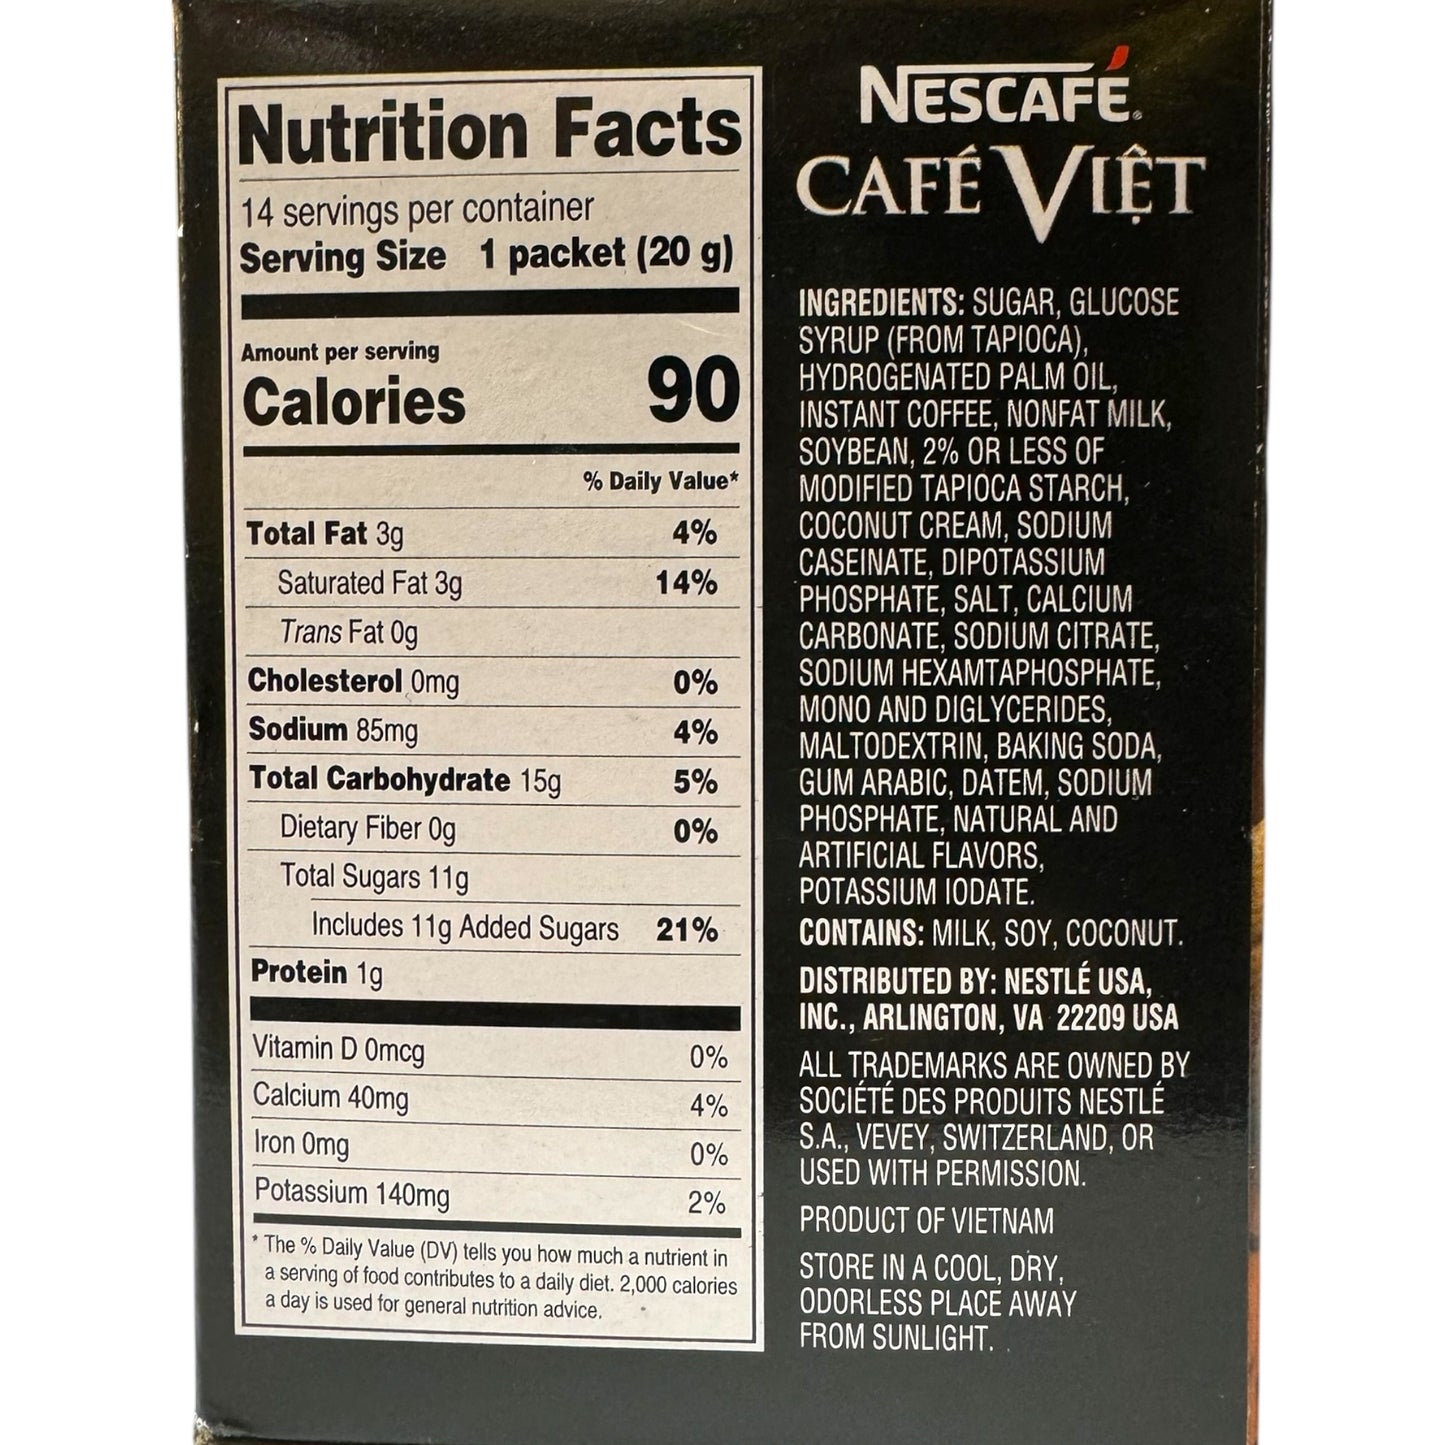 Nutrition Facts
14 servings per container
Serving Size 1 packet (20 g)
Amount per serving
Calories 90
% Daily Value*
Total Fat 3g 4%
Saturated Fat 3g 14%
Trans Fat 0g
Cholesterol 0mg 0%
Sodium 85mg 4%
Total Carbohydrate 15g 5%
Dietary Fiber 0g 0%
Total Sugars 11g
Includes 11g Added Sugars 21%
Protein 1g
Vitamin D 0mcg 0%
Calcium 40mg 4%
Iron 0mg 0%
Potassium 140mg 2%
* The % Daily Value (DV) tells you how much a nutrient in
a serving of food contributes to a daily diet. 2,000 calories
a day is used for general nutrition advice.
NESCAFÉ®
CAFÉ VIỆT
INGREDIENTS: SUGAR, GLUCOSE
SYRUP (FROM TAPIOCA),
HYDROGENATED PALM OIL,
INSTANT COFFEE, NONFAT MILK,
SOYBEAN, 2% OR LESS OF
MODIFIED TAPIOCA STARCH,
COCONUT CREAM, SODIUM
CASEINATE, DIPOTASSIUM
PHOSPHATE, SALT, CALCIUM
CARBONATE, SODIUM CITRATE,
SODIUM HEXAMTAPHOSPHATE,
MONO AND DIGLYCERIDES,
MALTODEXTRIN, BAKING SODA,
GUM ARABIC, DATEM, SODIUM
PHOSPHATE, NATURAL AND
ARTIFICIAL FLAVORS,
POTASSIUM IODATE.
CONTAINS: MILK, SOY, COCONUT.
DISTRIBUTED BY: NESTLÉ USA,
INC., ARLINGTON, VA 22209 USA
ALL TRADEMARKS ARE OWNED BY
SOCIÉTÉ DES PRODUITS NESTLÉ
S.A., VEVEY, SWITZERLAND, OR
USED WITH PERMISSION.
PRODUCT OF VIETNAM
STORE IN A COOL, DRY,
ODORLESS PLACE AWAY
FROM SUNLIGHT.